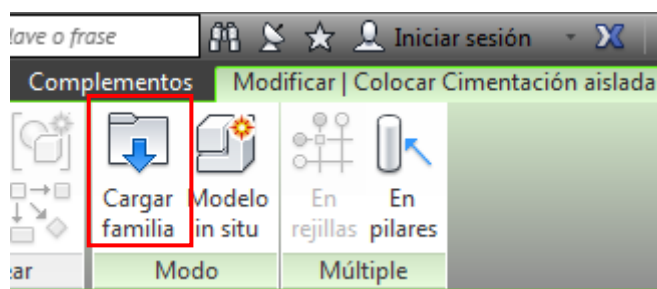 lave o frase Iniciar sesión
Complementos Modificar | Colocar Cimentación aislada
Cargar familia Modelo in situ En rejillas En pilares
ar Modo Múltiple